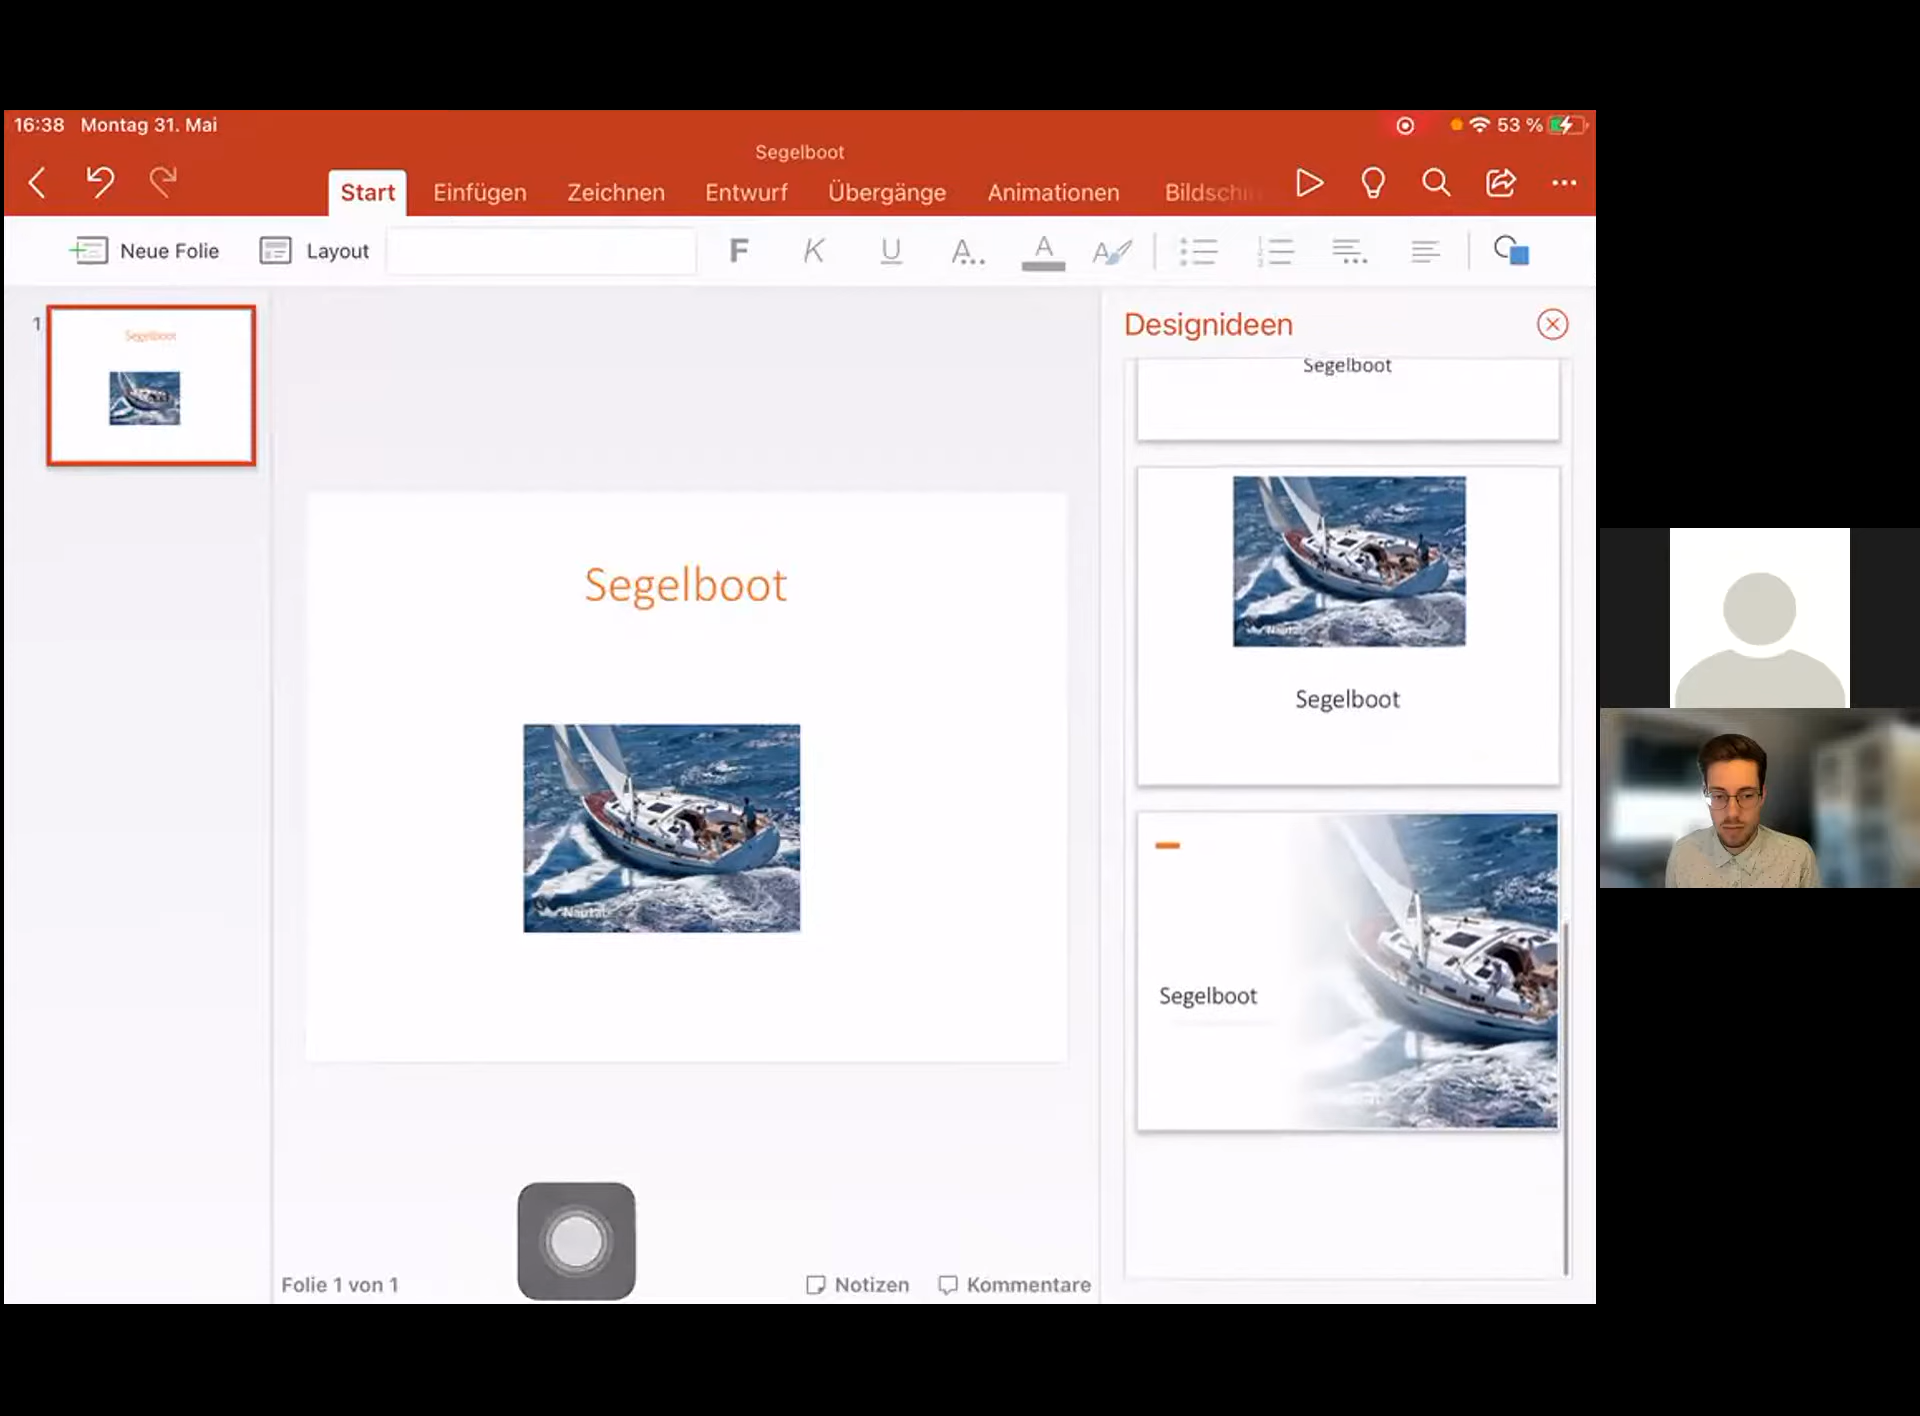 16:38 Montag 31. Mai
53 %
Segelboot
Start Einfügen Zeichnen Entwurf Übergänge Animationen
Neue Folie Layout F K U A... A A
1
Segelboot
Designideen
Segelboot
Segelboot
Segelboot
Segelboot
Folie 1 von 1 Notizen Kommentare